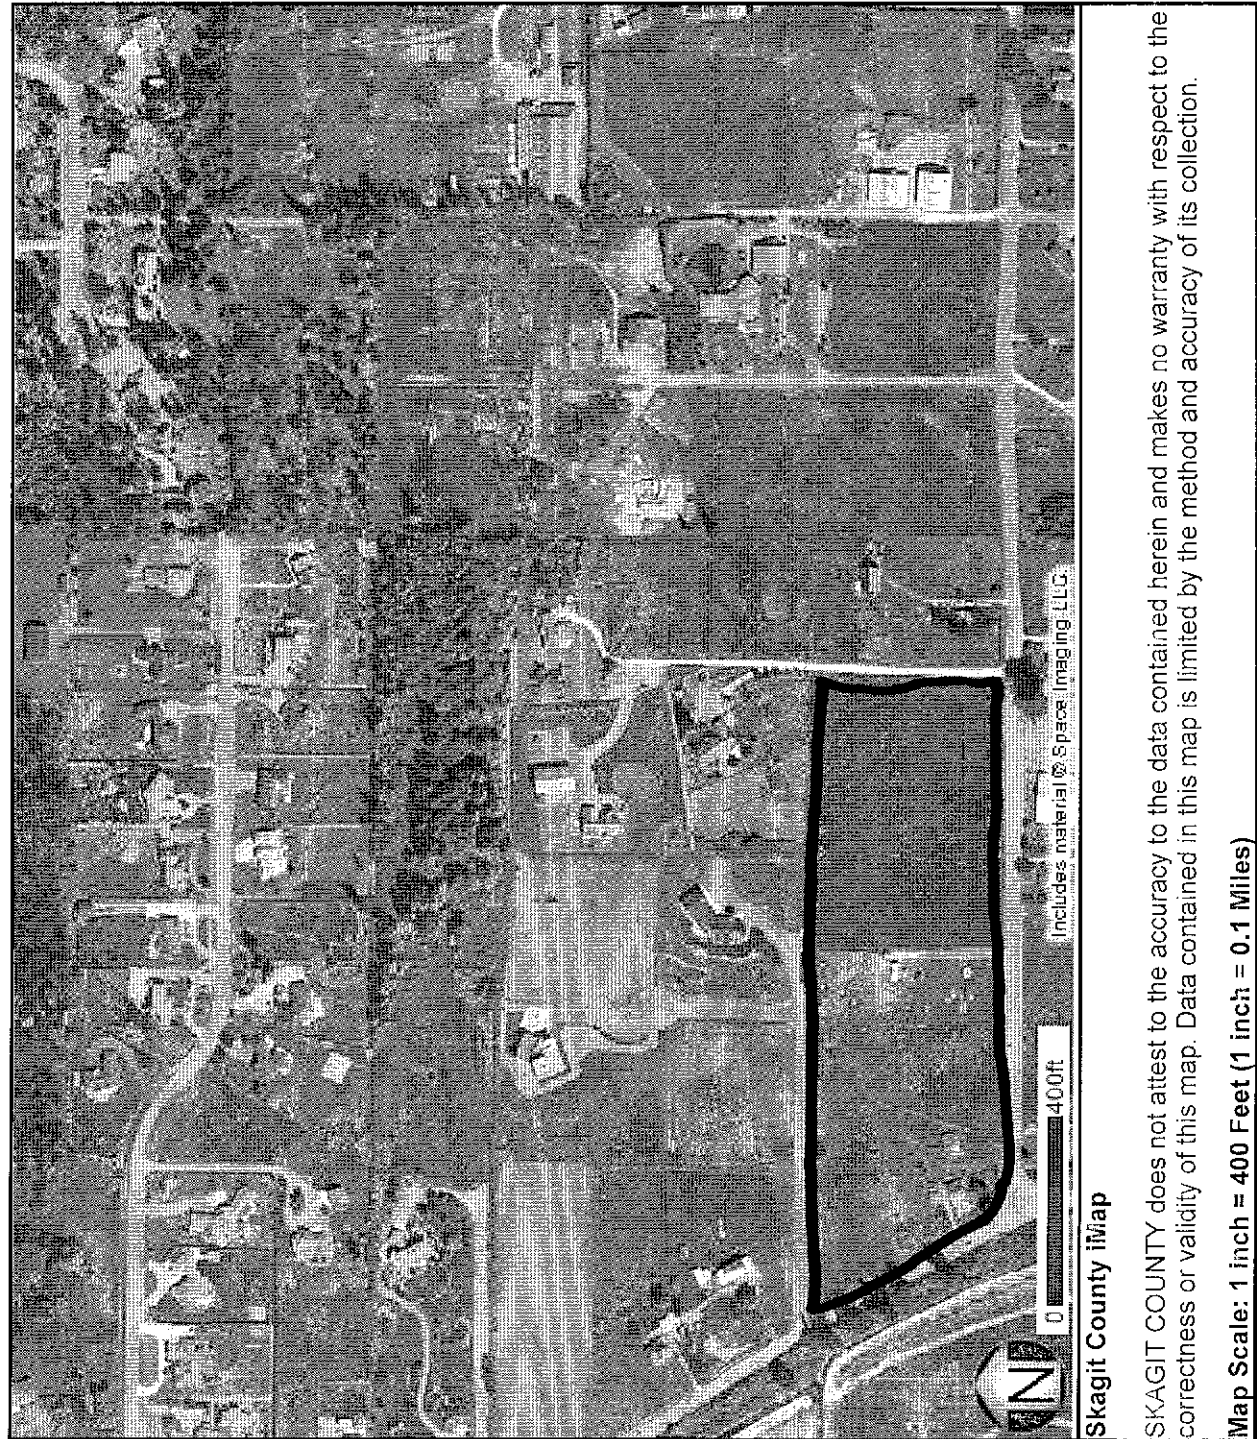 N
0 400ft
Includes material © Space Imaging LLC
Skagit County iMap
SKAGIT COUNTY does not attest to the accuracy to the data contained herein and makes no warranty with respect to the
correctness or validity of this map. Data contained in this map is limited by the method and accuracy of its collection.
Map Scale: 1 inch = 400 Feet (1 inch = 0.1 Miles)